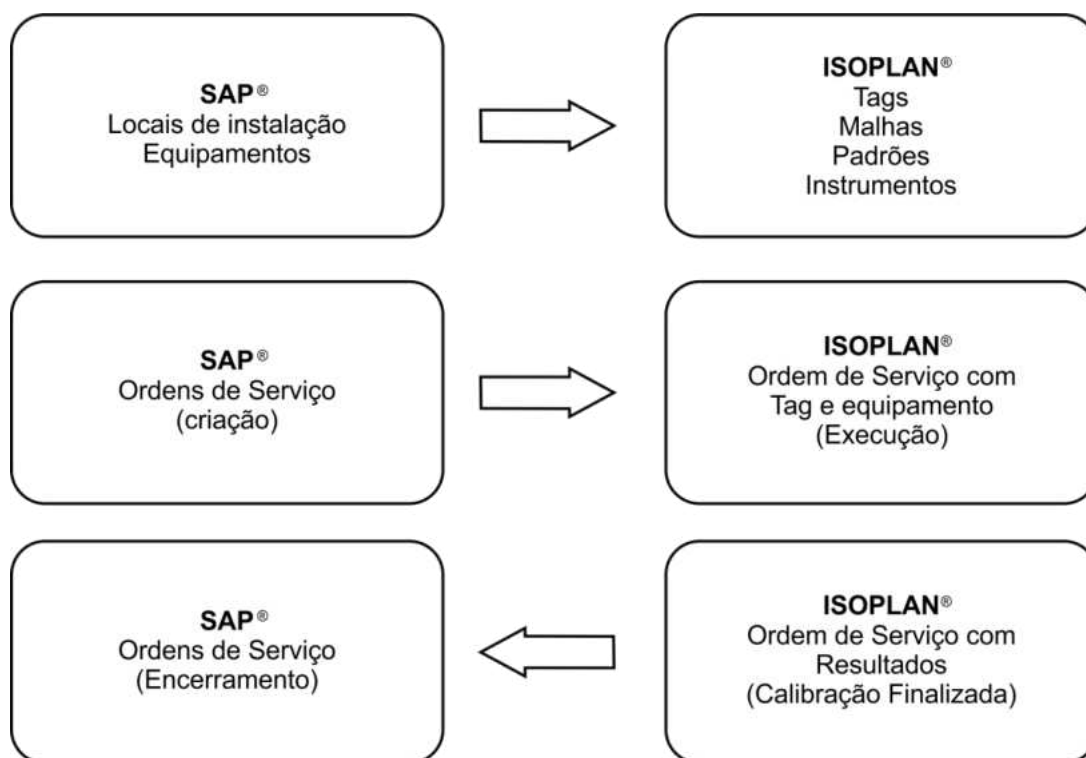 SAP®
Locais de instalação
Equipamentos
ISOPLAN®
Tags
Malhas
Padrões
Instrumentos
SAP®
Ordens de Serviço
(criação)
ISOPLAN®
Ordem de Serviço com
Tag e equipamento
(Execução)
SAP®
Ordens de Serviço
(Encerramento)
ISOPLAN®
Ordem de Serviço com
Resultados
(Calibração Finalizada)